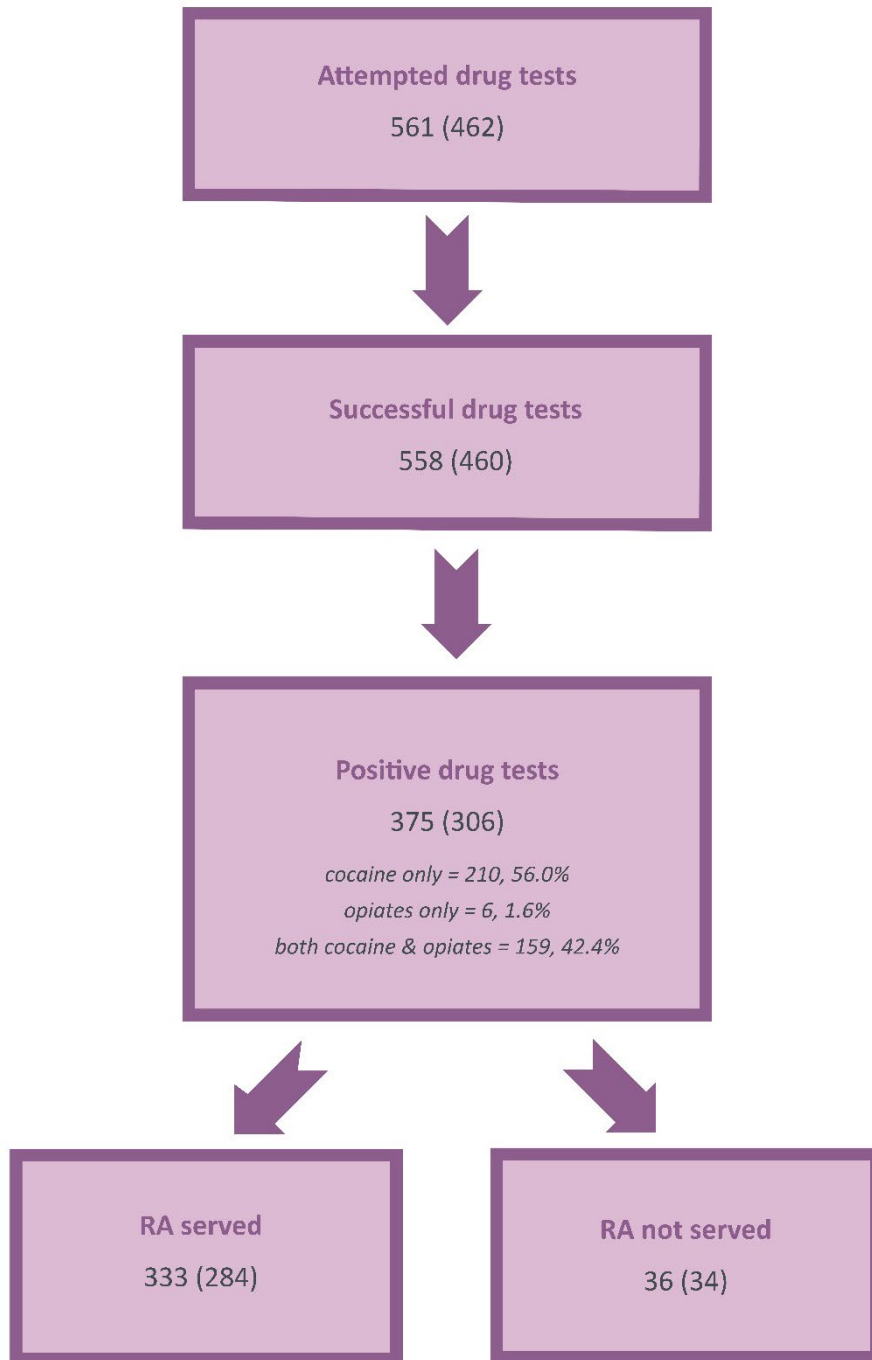 Attempted drug tests
561 (462)
Successful drug tests
558 (460)
Positive drug tests
375 (306)
cocaine only = 210, 56.0%
opiates only = 6, 1.6%
both cocaine & opiates = 159, 42.4%
RA served
333 (284)
RA not served
36 (34)